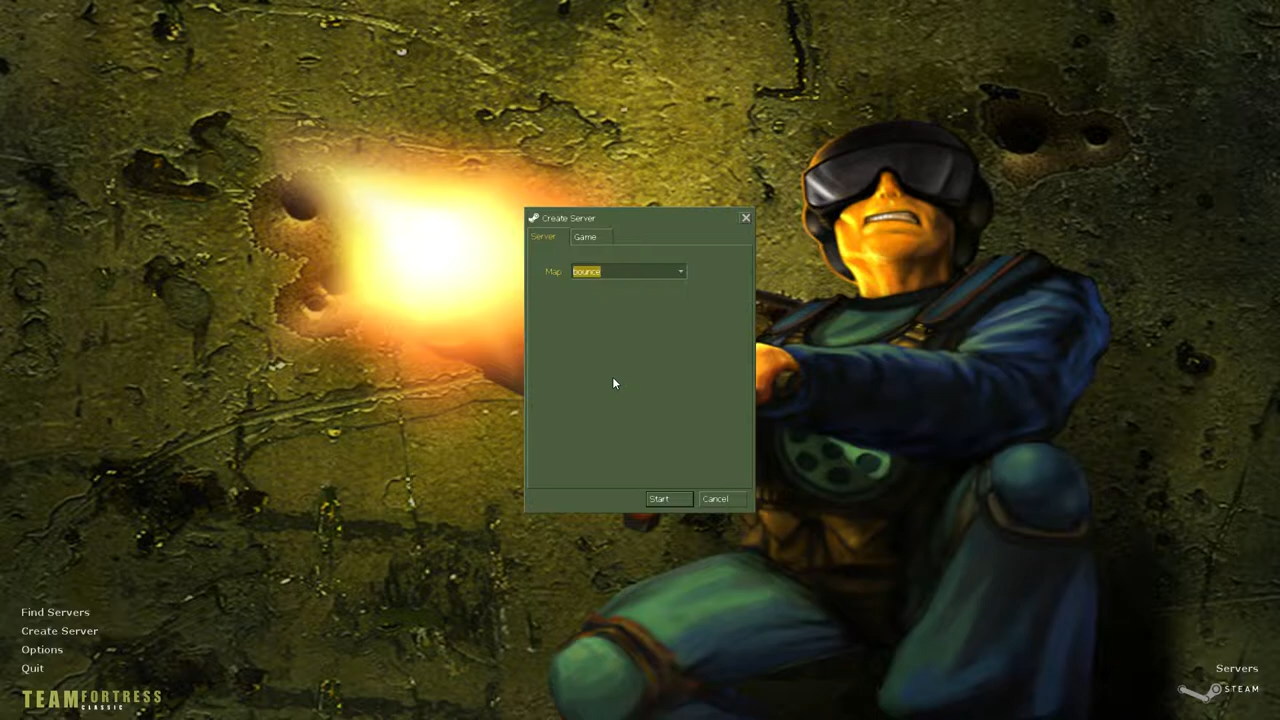 Create Server
Server Game
Map bounce
Start Cancel
Find Servers
Create Server
Options
Quit
TEAM FORTRESS
CLASSIC
Servers
STEAM